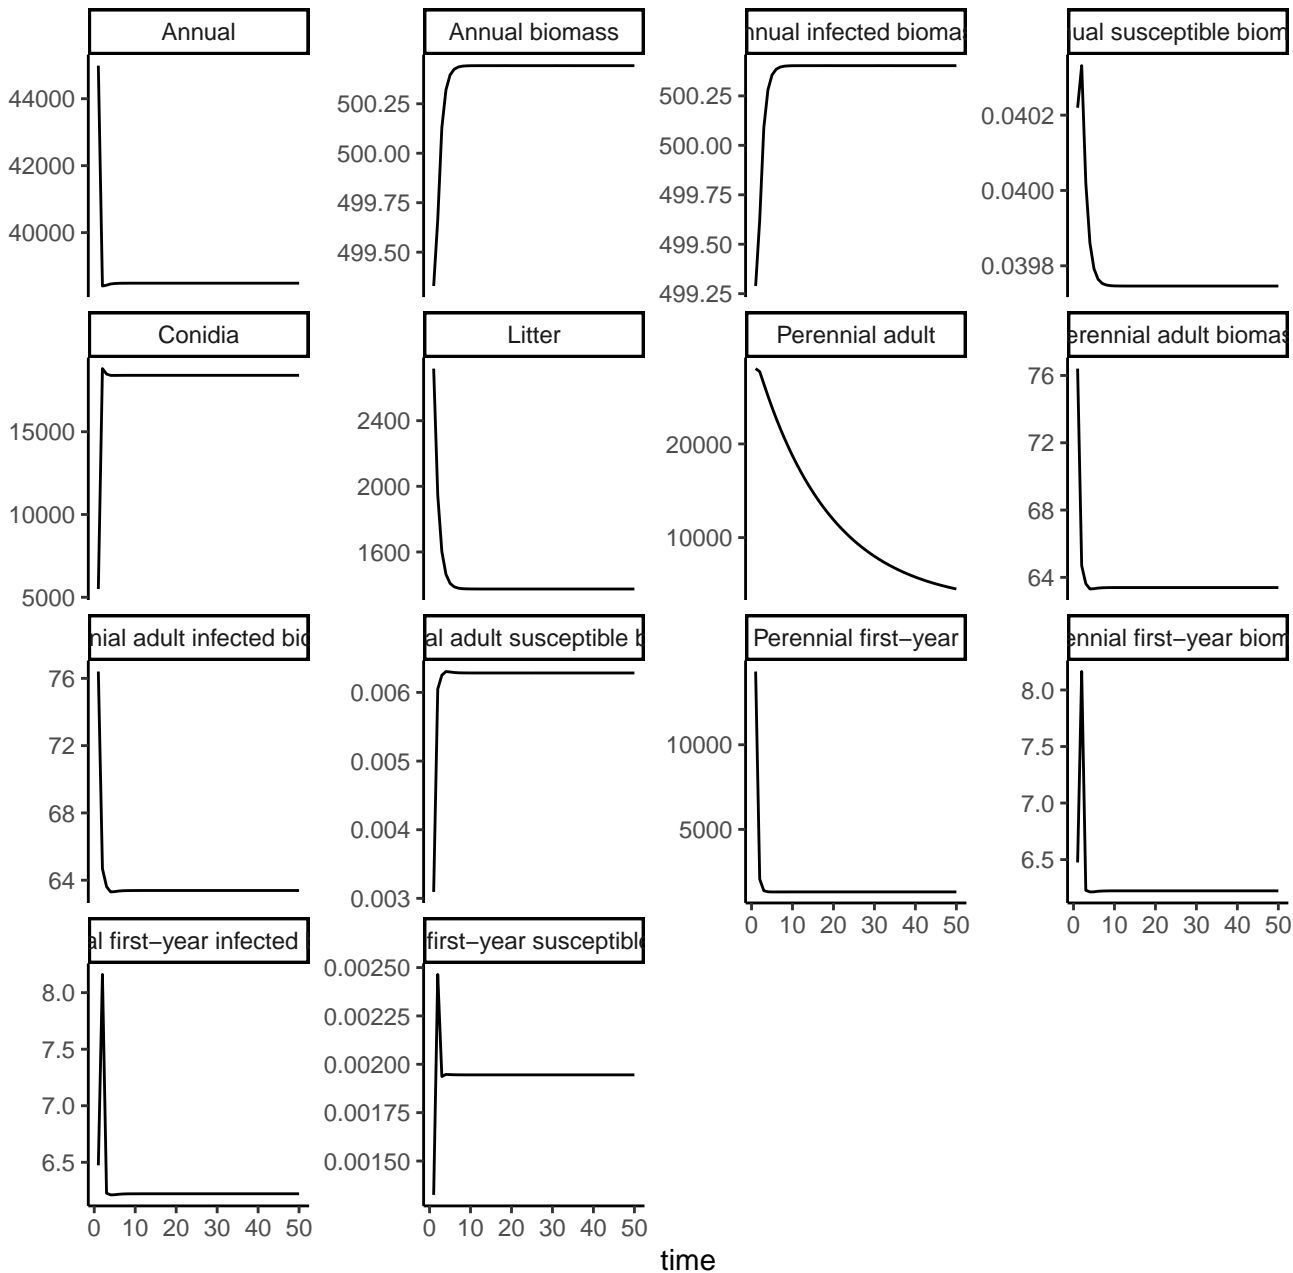 Annual
Annual biomass
nnual infected biomas
ual susceptible biom
44000
42000
40000
500.25
500.00
499.75
499.50
500.25
500.00
499.75
499.50
499.25
0.0402
0.0400
0.0398
Conidia
Litter
Perennial adult
erennial adult biomas
15000
10000
5000
2400
2000
1600
20000
10000
76
72
68
64
nial adult infected bio
al adult susceptible b
Perennial first−year
ennial first−year biom
76
72
68
64
0.006
0.005
0.004
0.003
10000
5000
8.0
7.5
7.0
6.5
0 10 20 30 40 50
0 10 20 30 40 50
al first−year infected
first−year susceptible
8.0
7.5
7.0
6.5
0.00250
0.00225
0.00200
0.00175
0.00150
0 10 20 30 40 50
0 10 20 30 40 50
time